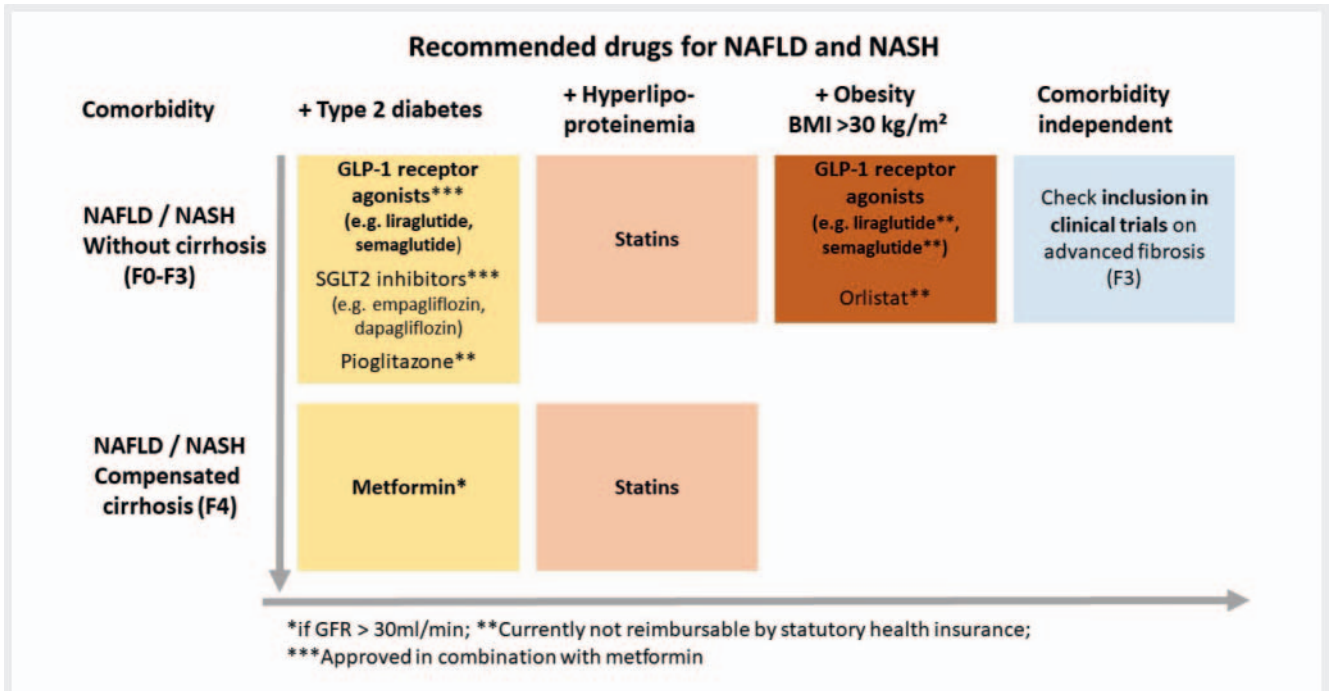 Recommended drugs for NAFLD and NASH
Comorbidity
+ Type 2 diabetes
+ Hyperlipo-
proteinemia
+ Obesity
BMI >30 kg/m²
Comorbidity
independent
NAFLD / NASH
Without cirrhosis
(F0-F3)
GLP-1 receptor
agonists***
(e.g. liraglutide,
semaglutide)
SGLT2 inhibitors***
(e.g. empagliflozin,
dapagliflozin)
Pioglitazone**
Statins
GLP-1 receptor
agonists
(e.g. liraglutide**,
semaglutide**)
Orlistat**
Check inclusion in
clinical trials on
advanced fibrosis
(F3)
NAFLD / NASH
Compensated
cirrhosis (F4)
Metformin*
Statins
*if GFR > 30ml/min; **Currently not reimbursable by statutory health insurance;
***Approved in combination with metformin